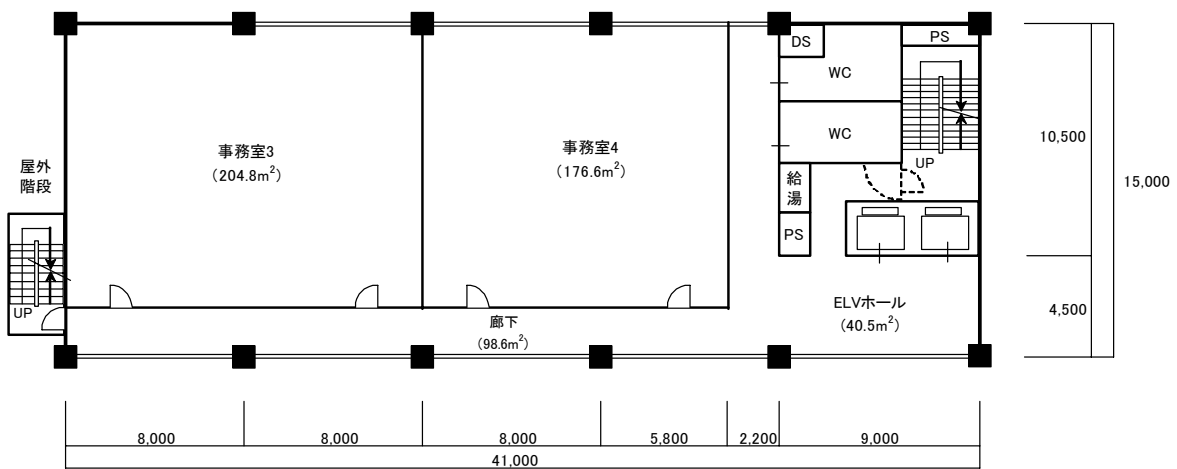 DS
PS
WC
WC
事務室3
(204.8m²)
事務室4
(176.6m²)
屋外
階段
UP
給
湯
PS
UP
ELVホール
(40.5m²)
廊下
(98.6m²)
10,500
15,000
4,500
8,000
8,000
8,000
5,800
2,200
9,000
41,000